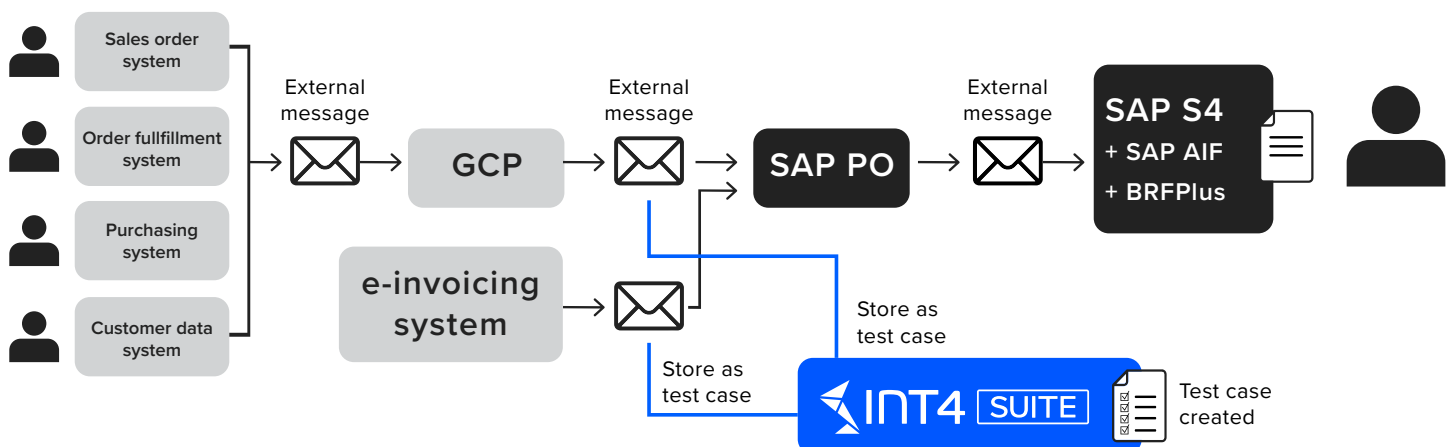 Sales order
system
Order fullfillment
system
Purchasing
system
Customer data
system
External
message
GCP
External
message
e-invoicing
system
SAP PO
External
message
SAP S4
+ SAP AIF
+ BRFPlus
Store as
test case
Store as
test case
INT4 SUITE
Test case
created